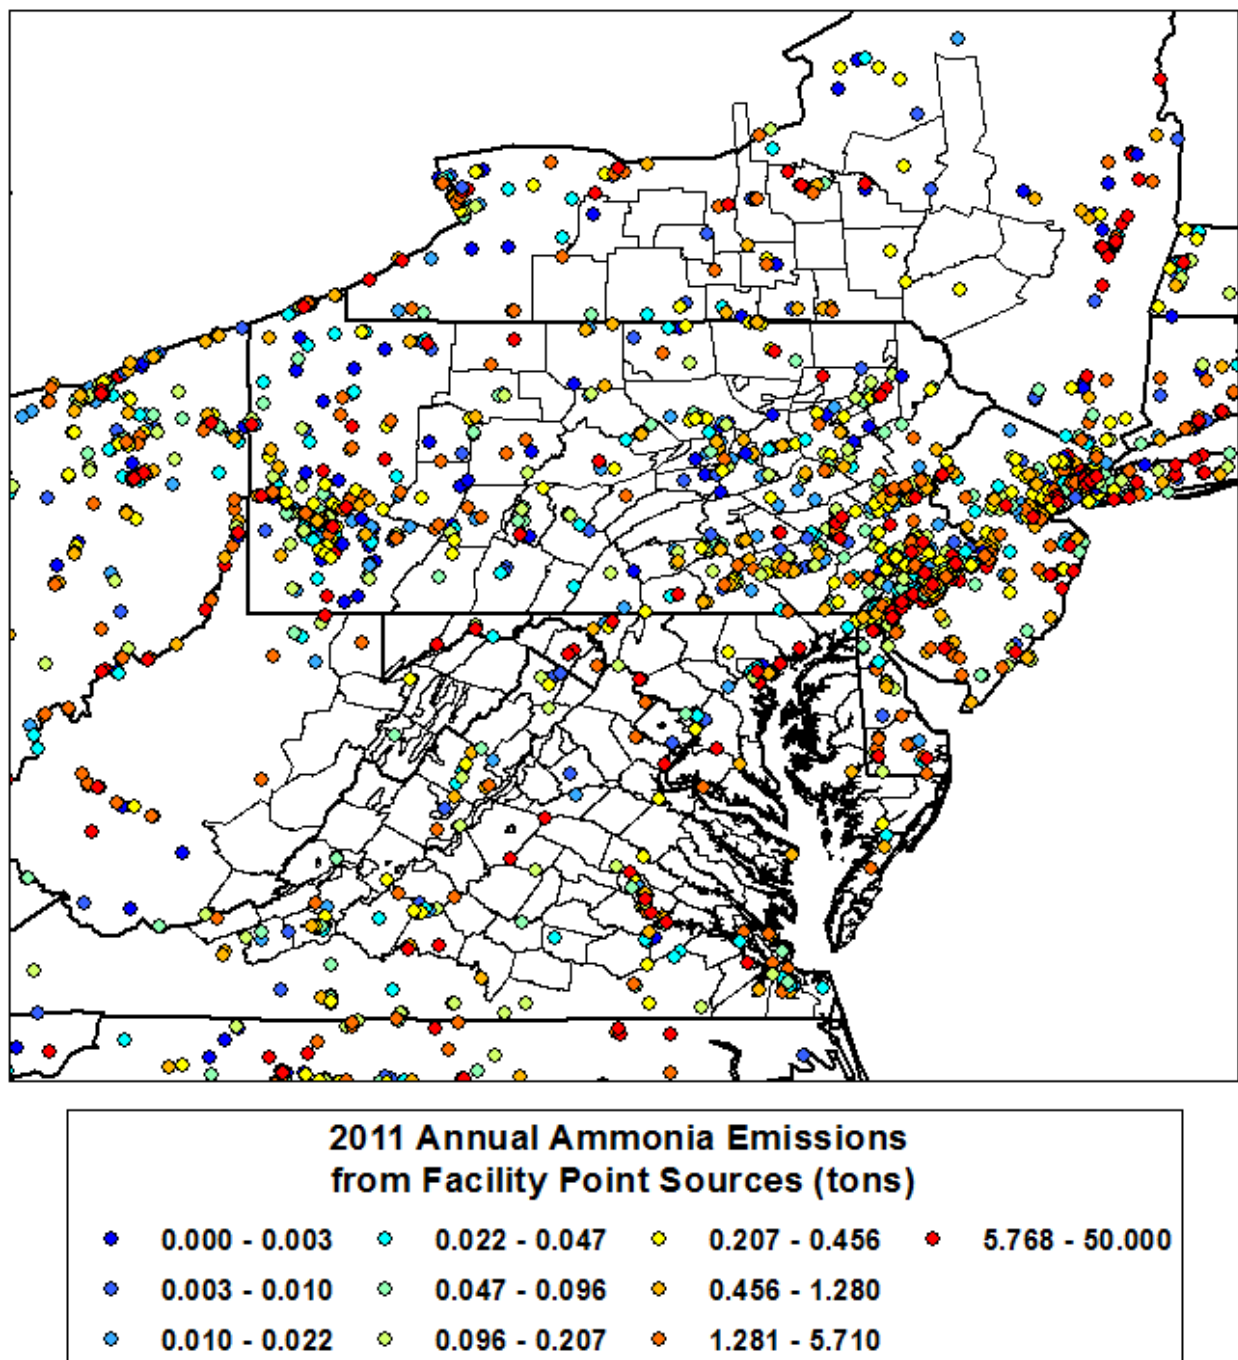 2011 Annual Ammonia Emissions
from Facility Point Sources (tons)
0.000 - 0.003 0.022 - 0.047 0.207 - 0.456 5.768 - 50.000
0.003 - 0.010 0.047 - 0.096 0.456 - 1.280
0.010 - 0.022 0.096 - 0.207 1.281 - 5.710